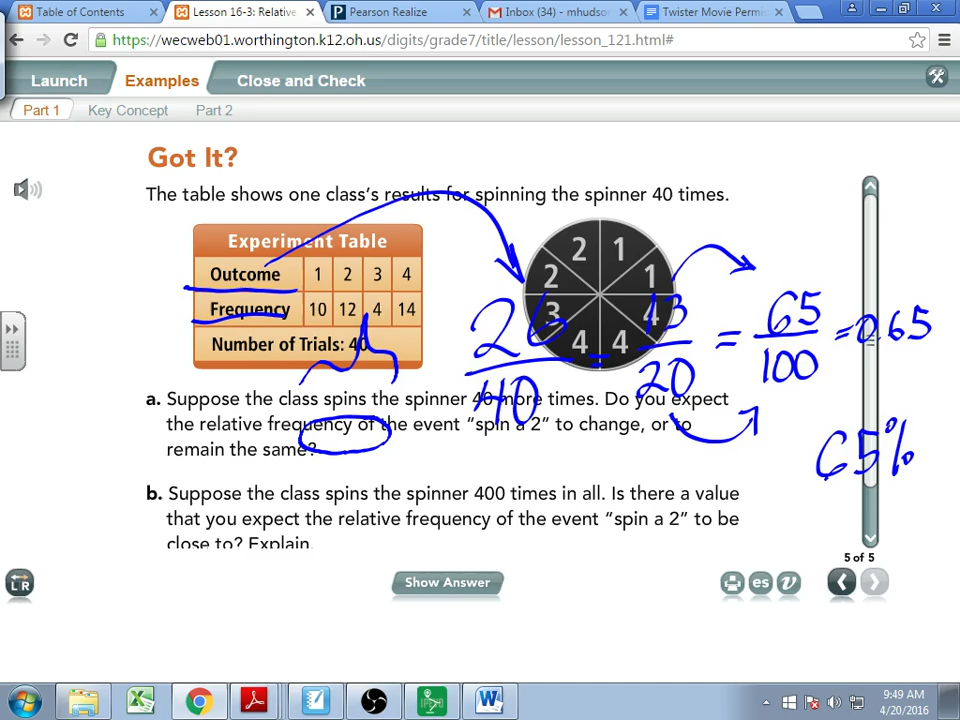 Table of Contents
Lesson 16-3: Relative
Pearson Realize
Inbox (34) - mhudson
Twister Movie Permis
https://wecweb01.worthington.k12.oh.us/digits/grade7/title/lesson/lesson_121.html#
Launch
Examples
Close and Check
Part 1
Key Concept
Part 2
Got It?
The table shows one class's results for spinning the spinner 40 times.
Experiment Table
Outcome 1 2 3 4
Frequency 10 12 4 14
Number of Trials: 40
2 1
2 1
3 4
4 4
26/40 = 13/20 = 65/100 = 0.65
65%
a. Suppose the class spins the spinner 40 more times. Do you expect
the relative frequency of the event “spin a 2” to change, or to
remain the same?
b. Suppose the class spins the spinner 400 times in all. Is there a value
that you expect the relative frequency of the event “spin a 2” to be
close to? Explain.
5 of 5
LR
Show Answer
es
v
9:49 AM
4/20/2016